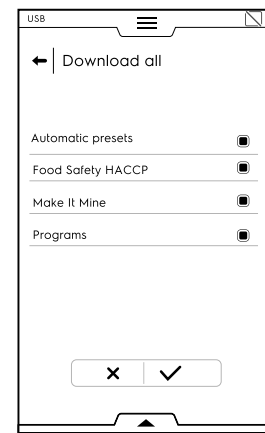 USB
Download all
Automatic presets
Food Safety HACCP
Make It Mine
Programs